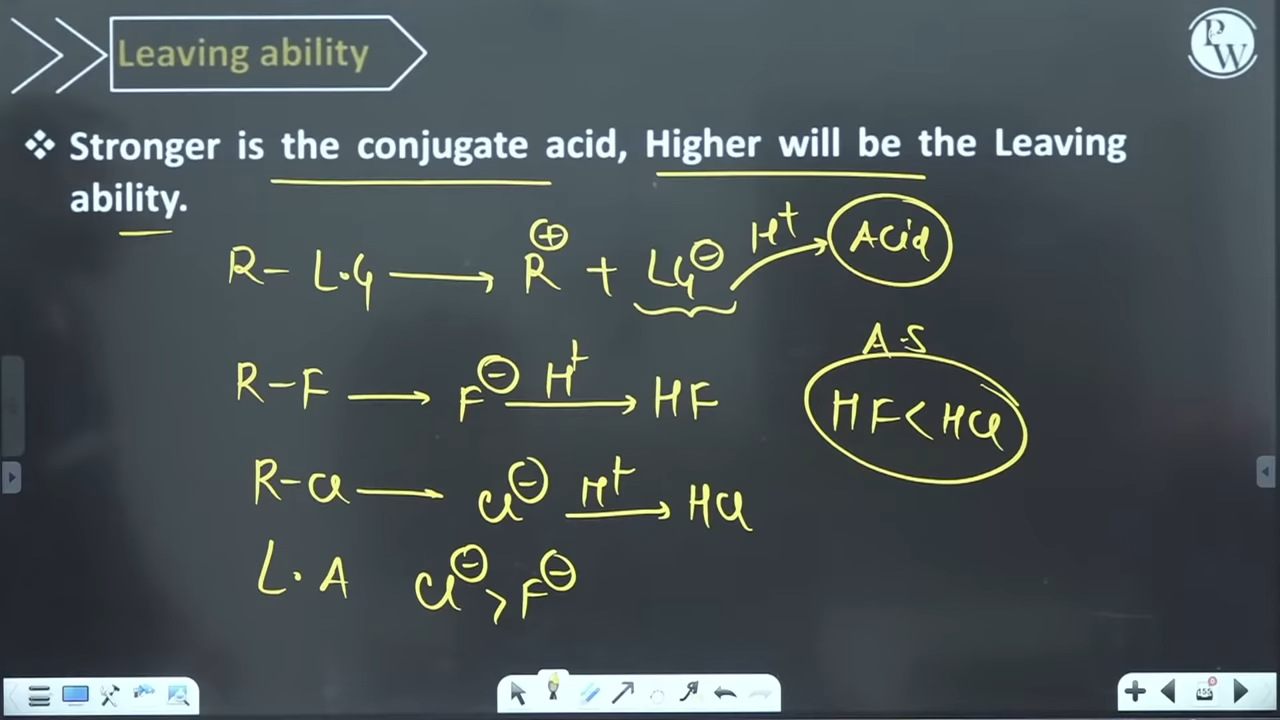 Leaving ability
PW
❖ Stronger is the conjugate acid, Higher will be the Leaving
ability.
R- L.G ⟶ R⊕ + LG⊖ H+ Acid
R-F ⟶ F⊖ H+⟶ HF
A.S
HF < HCl
R-Cl ⟶ Cl⊖ H+⟶ HCl
L.A Cl⊖ > F⊖